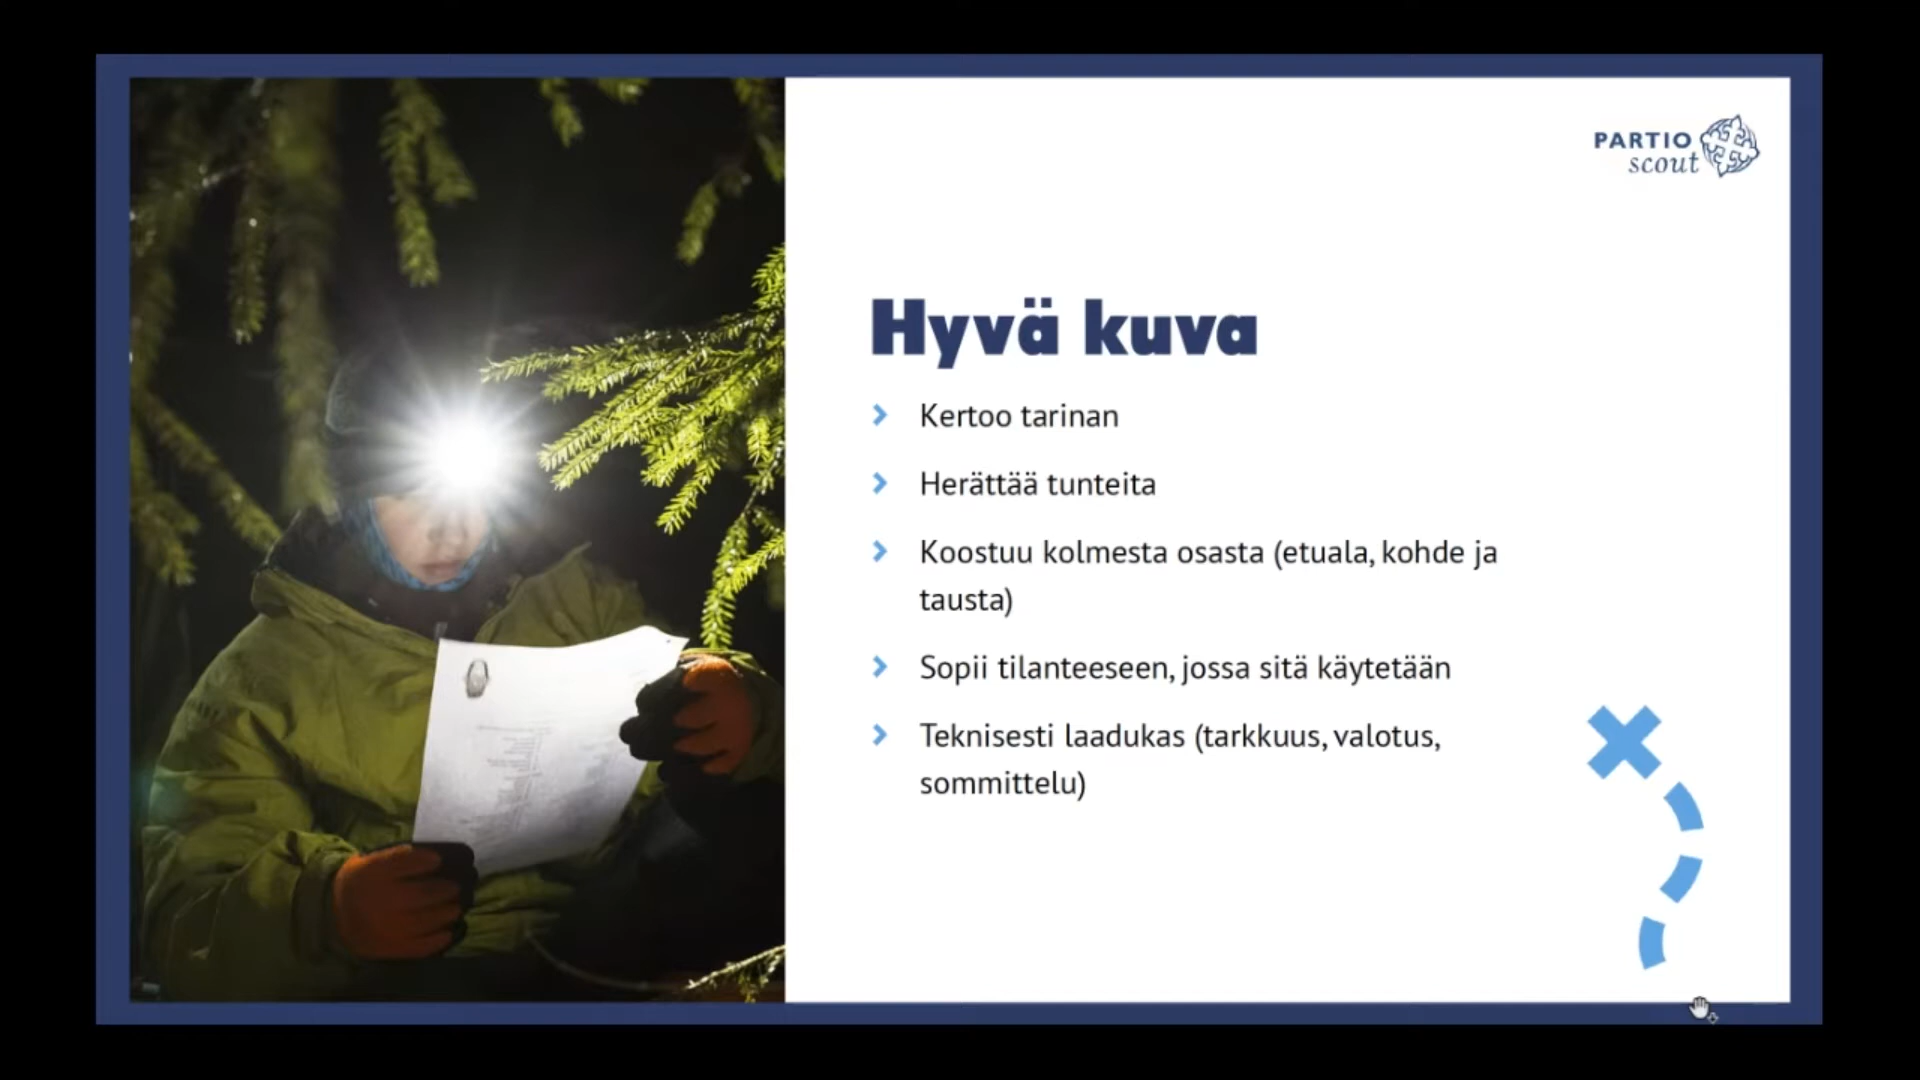 PARTIO
scout
Hyvä kuva
Kertoo tarinan
Herättää tunteita
Koostuu kolmesta osasta (etuala, kohde ja
tausta)
Sopii tilanteeseen, jossa sitä käytetään
Teknisesti laadukas (tarkkuus, valotus,
sommittelu)